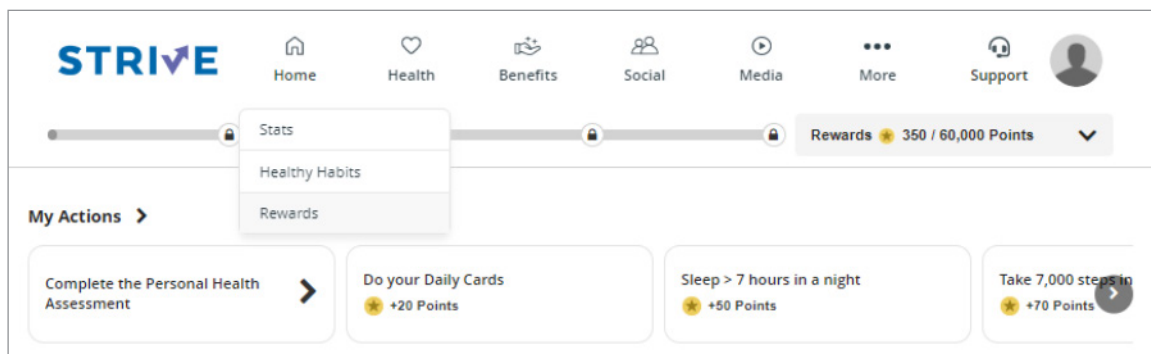 STRIVE
Home
Health
Benefits
Social
Media
More
Support
Stats
Healthy Habits
Rewards
Rewards 350 / 60,000 Points
My Actions
Complete the Personal Health
Assessment
Do your Daily Cards
+20 Points
Sleep > 7 hours in a night
+50 Points
Take 7,000 steps in
+70 Points